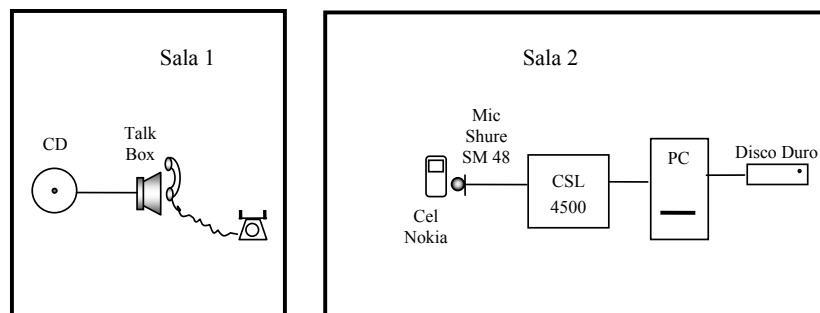 Sala 1
CD
Talk
Box
Sala 2
Mic
Shure
SM 48
Cel
Nokia
CSL
4500
PC
Disco Duro